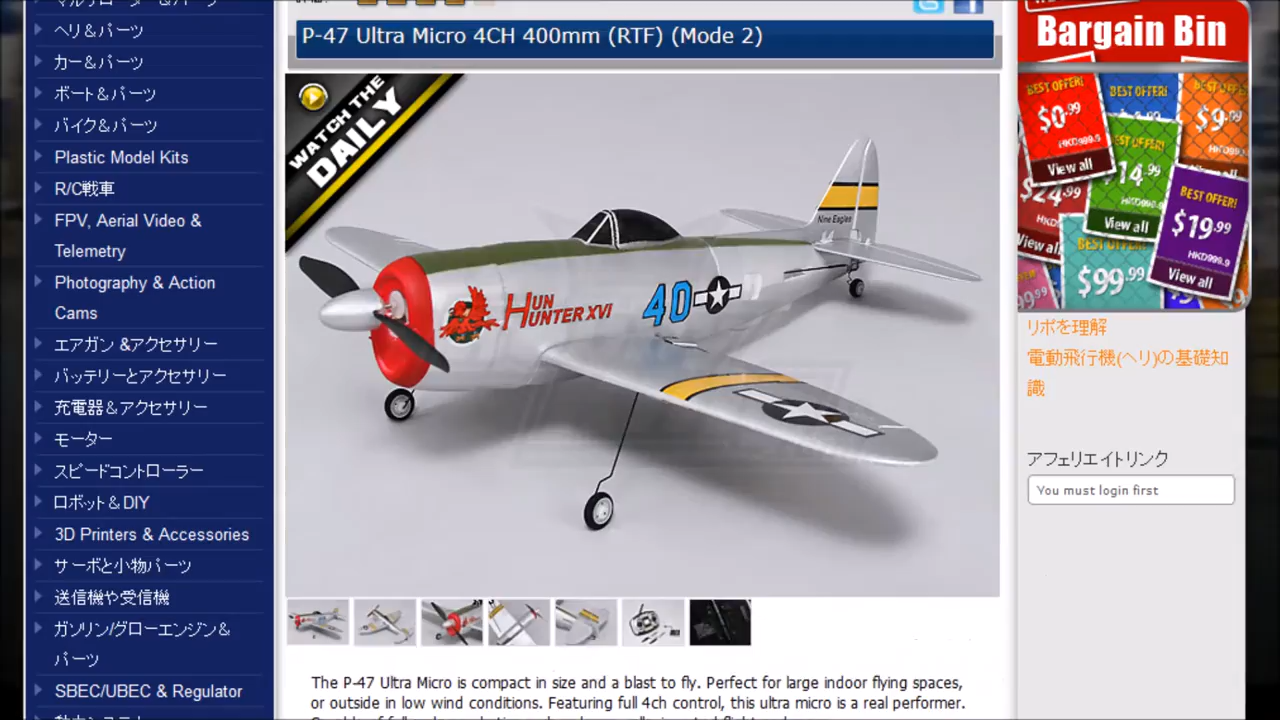 ヘリ&パーツ
カー&パーツ
ボート&パーツ
バイク&パーツ
Plastic Model Kits
R/C戦車
FPV, Aerial Video &
Telemetry
Photography & Action
Cams
エアガン &アクセサリー
バッテリーとアクセサリー
充電器&アクセサリー
モーター
スピードコントローラー
ロボット&DIY
3D Printers & Accessories
サーボと小物パーツ
送信機や受信機
ガソリン/グローエンジン&
パーツ
SBEC/UBEC & Regulator
P-47 Ultra Micro 4CH 400mm (RTF) (Mode 2)
WATCH THE
DAILY
Nine Eagles
HUN
HUNTER XVI
40
The P-47 Ultra Micro is compact in size and a blast to fly. Perfect for large indoor flying spaces,
or outside in low wind conditions. Featuring full 4ch control, this ultra micro is a real performer.
Bargain Bin
BEST OFFER!
$0.99
HKD999.9
View all
BEST OFFER!
BEST OFFER!
$9.99
BEST OFFER!
14.99
View all
$24.99
View all
BEST OFFER!
$19.99
HKD999.9
View all
BEST OFFER!
$99.99
リポを理解
電動飛行機(ヘリ)の基礎知
識
アフェリエイトリンク
You must login first